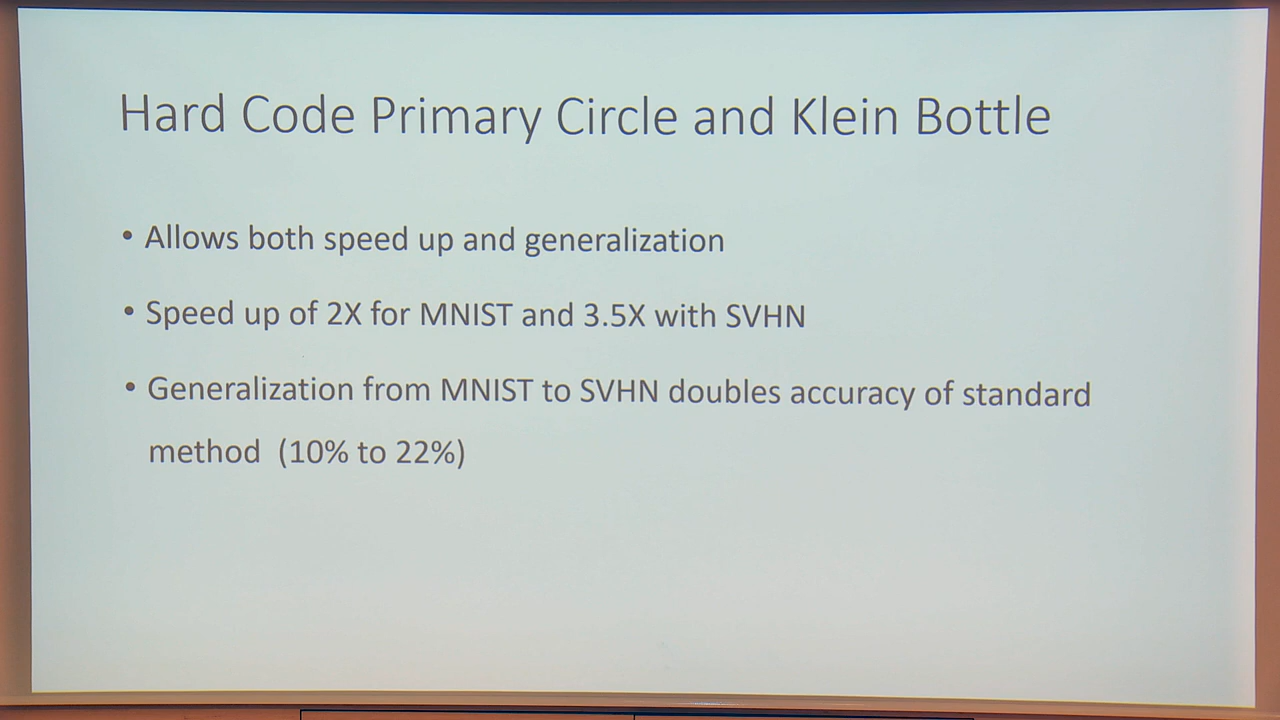 Hard Code Primary Circle and Klein Bottle
• Allows both speed up and generalization
• Speed up of 2X for MNIST and 3.5X with SVHN
• Generalization from MNIST to SVHN doubles accuracy of standard
method (10% to 22%)